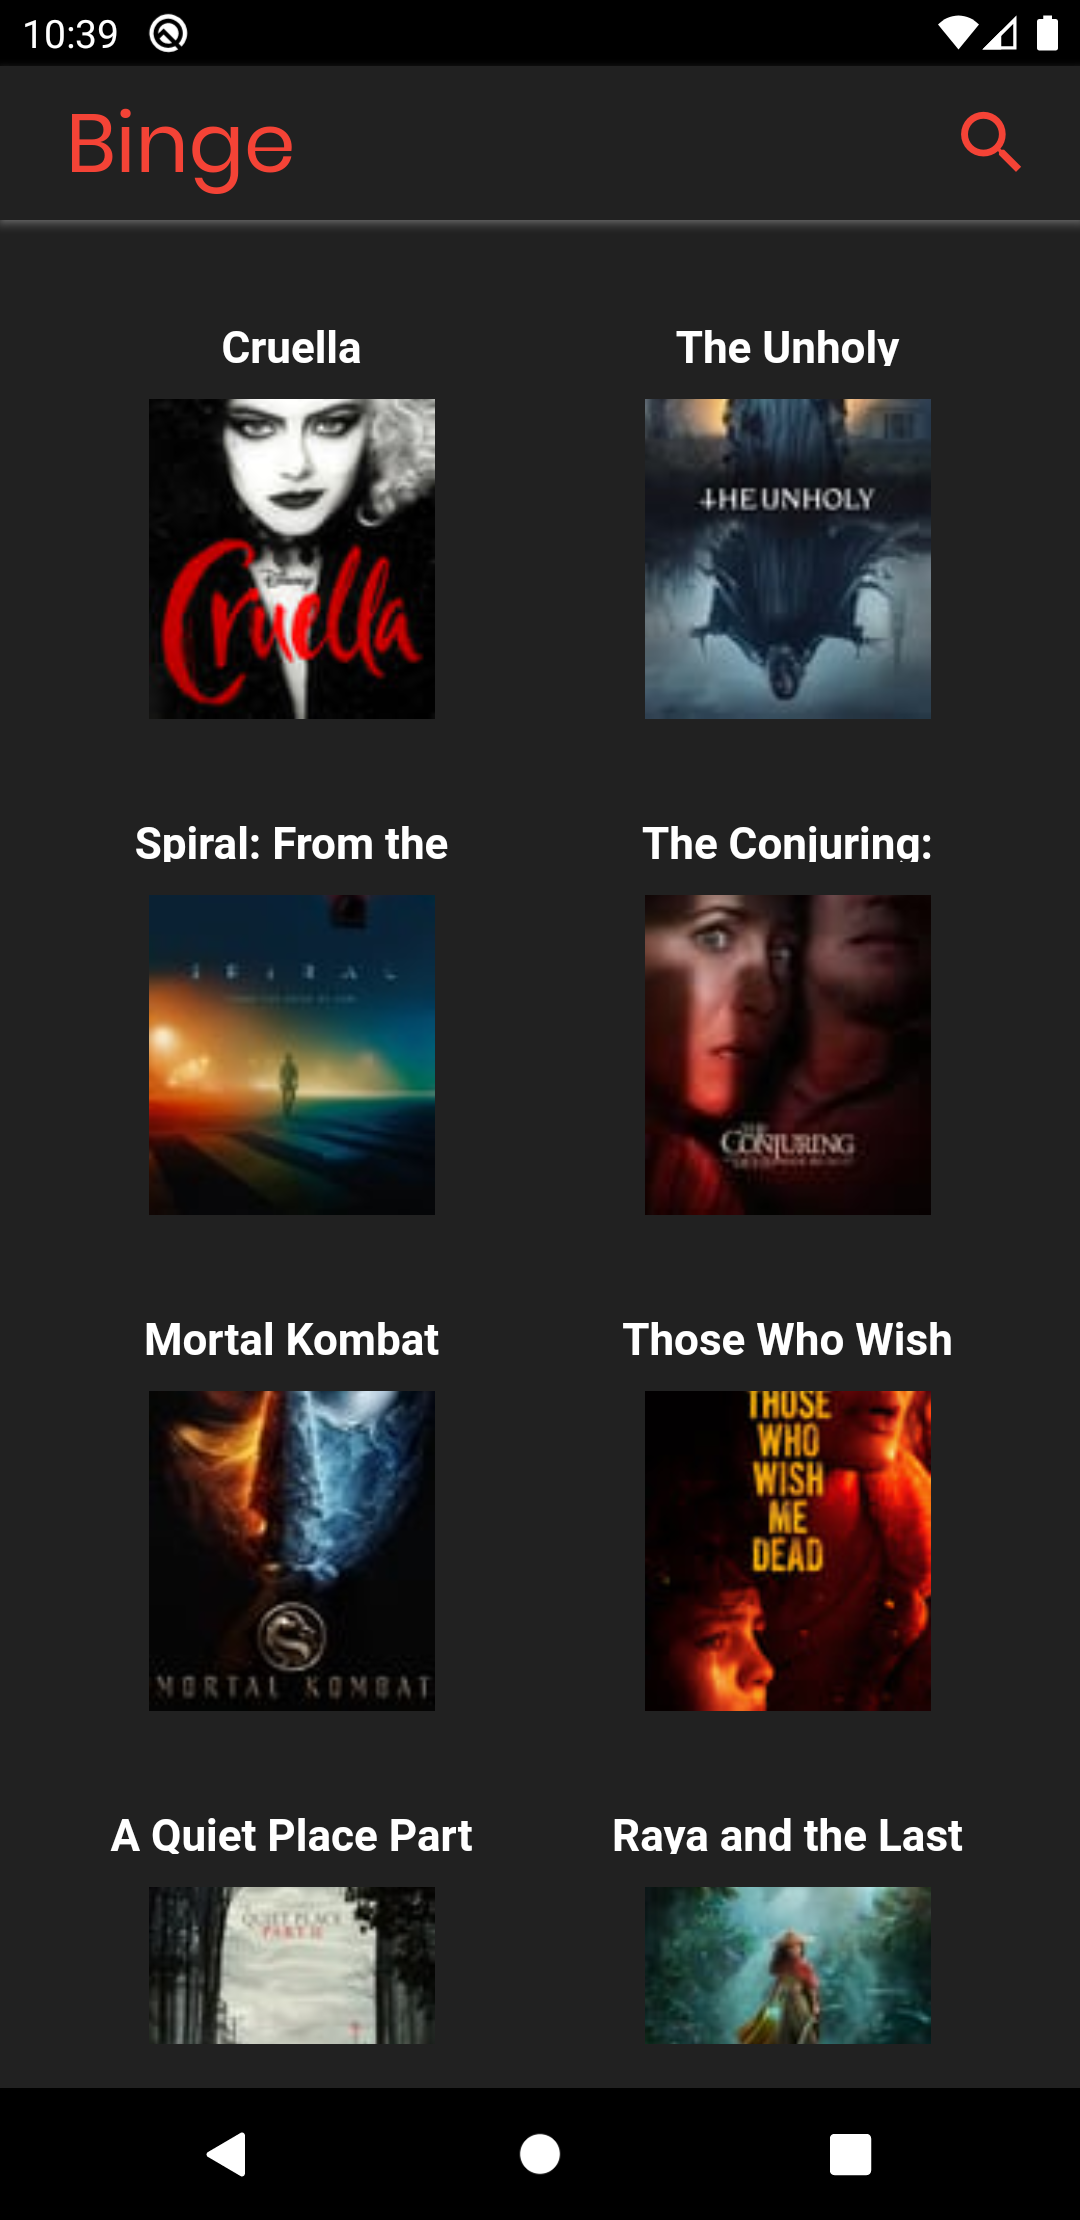 10:39
Binge
Cruella
The Unholy
Disney
Cruella
THE UNHOLY
Spiral: From the
The Conjuring:
SPIRAL
THE
CONJURING
Mortal Kombat
Those Who Wish
THOSE
WHO
WISH
ME
DEAD
MORTAL KOMBAT
A Quiet Place Part
Raya and the Last
QUIET PLACE
PART II